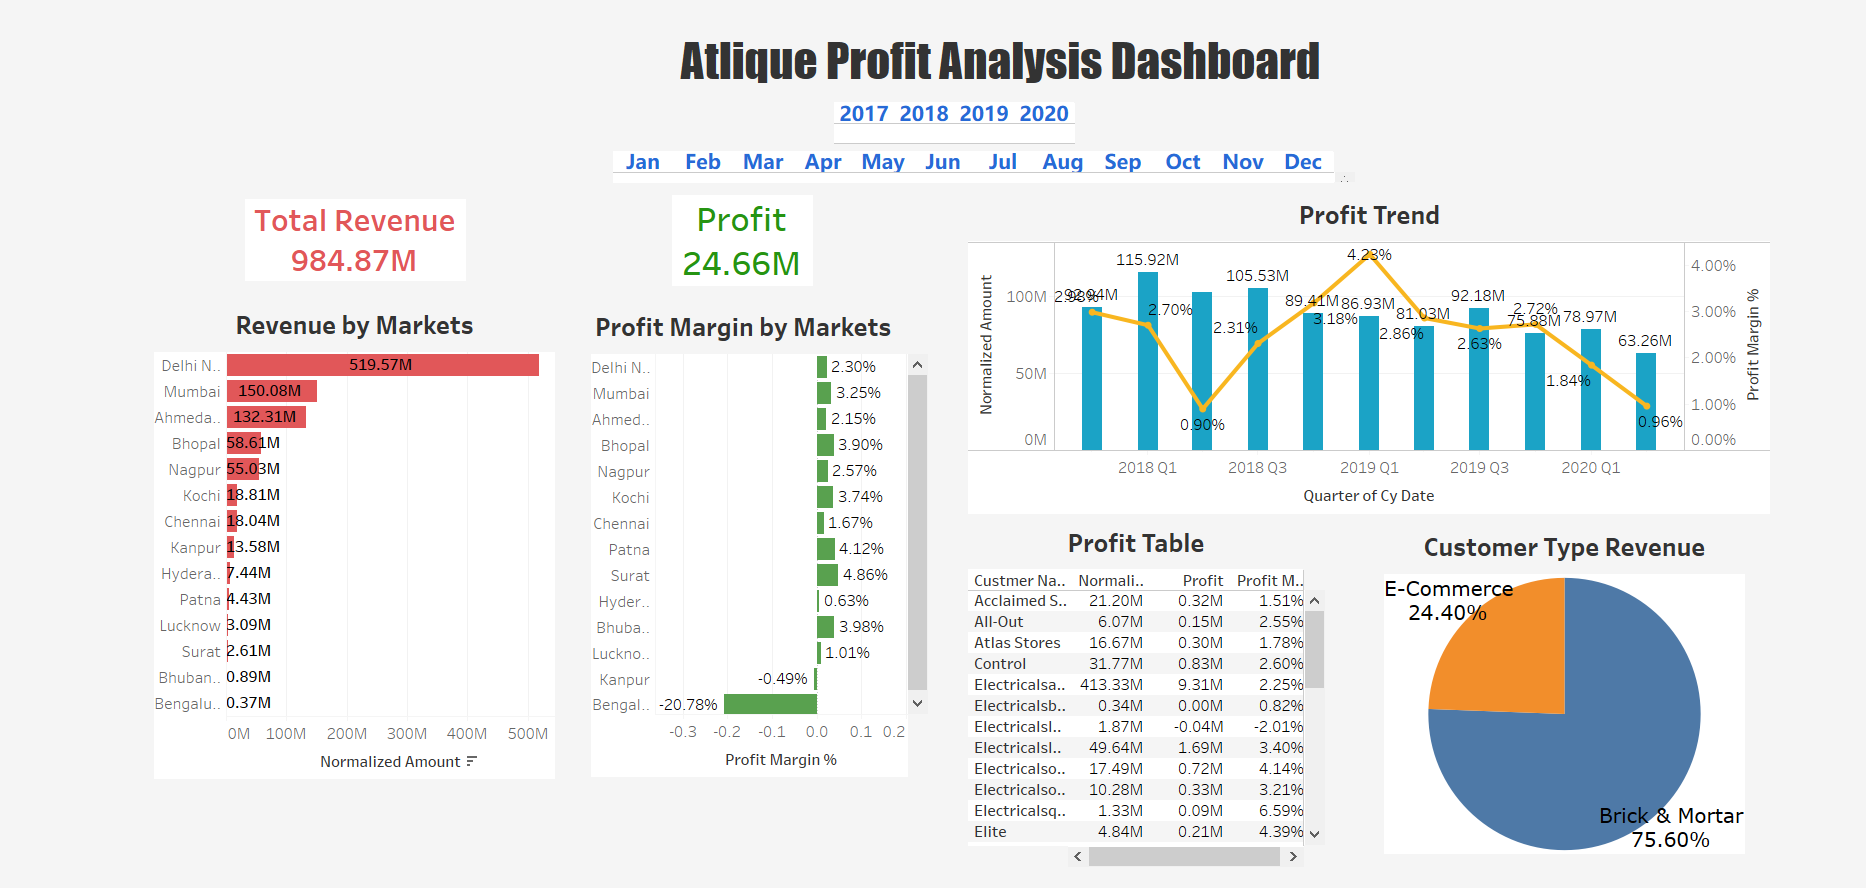 Atlique Profit Analysis Dashboard
2017 2018 2019 2020
Jan Feb Mar Apr May Jun Jul Aug Sep Oct Nov Dec
Total Revenue
984.87M
Profit
24.66M
Revenue by Markets
Delhi N.. 519.57M
Mumbai 150.08M
Ahmeda.. 132.31M
Bhopal 58.61M
Nagpur 55.03M
Kochi 18.81M
Chennai 18.04M
Kanpur 13.58M
Hydera.. 7.44M
Patna 4.43M
Lucknow 3.09M
Surat 2.61M
Bhuban.. 0.89M
Bengalu.. 0.37M
0M 100M 200M 300M 400M 500M
Normalized Amount
Profit Margin by Markets
Delhi N.. 2.30%
Mumbai 3.25%
Ahmed.. 2.15%
Bhopal 3.90%
Nagpur 2.57%
Kochi 3.74%
Chennai 1.67%
Patna 4.12%
Surat 4.86%
Hyder.. 0.63%
Bhuba.. 3.98%
Luckno.. 1.01%
Kanpur -0.49%
Bengal.. -20.78%
-0.3 -0.2 -0.1 0.0 0.1 0.2
Profit Margin %
Profit Trend
Normalized Amount
100M
50M
0M
92.94M 115.92M 105.53M 89.41M 86.93M 81.03M 92.18M 75.88M 78.97M 63.26M
2.98% 2.70% 0.90% 2.31% 3.18% 4.23% 2.86% 2.63% 2.72% 1.84% 0.96%
4.00%
3.00%
2.00%
1.00%
0.00%
Profit Margin %
2018 Q1 2018 Q3 2019 Q1 2019 Q3 2020 Q1
Quarter of Cy Date
Profit Table
Custmer Na.. Normali.. Profit Profit M..
Acclaimed S.. 21.20M 0.32M 1.51%
All-Out 6.07M 0.15M 2.55%
Atlas Stores 16.67M 0.30M 1.78%
Control 31.77M 0.83M 2.60%
Electricalsa.. 413.33M 9.31M 2.25%
Electricalsb.. 0.34M 0.00M 0.82%
Electricalsl.. 1.87M -0.04M -2.01%
Electricalsl.. 49.64M 1.69M 3.40%
Electricalso.. 17.49M 0.72M 4.14%
Electricalso.. 10.28M 0.33M 3.21%
Electricalsq.. 1.33M 0.09M 6.59%
Elite 4.84M 0.21M 4.39%
Customer Type Revenue
E-Commerce
24.40%
Brick & Mortar
75.60%